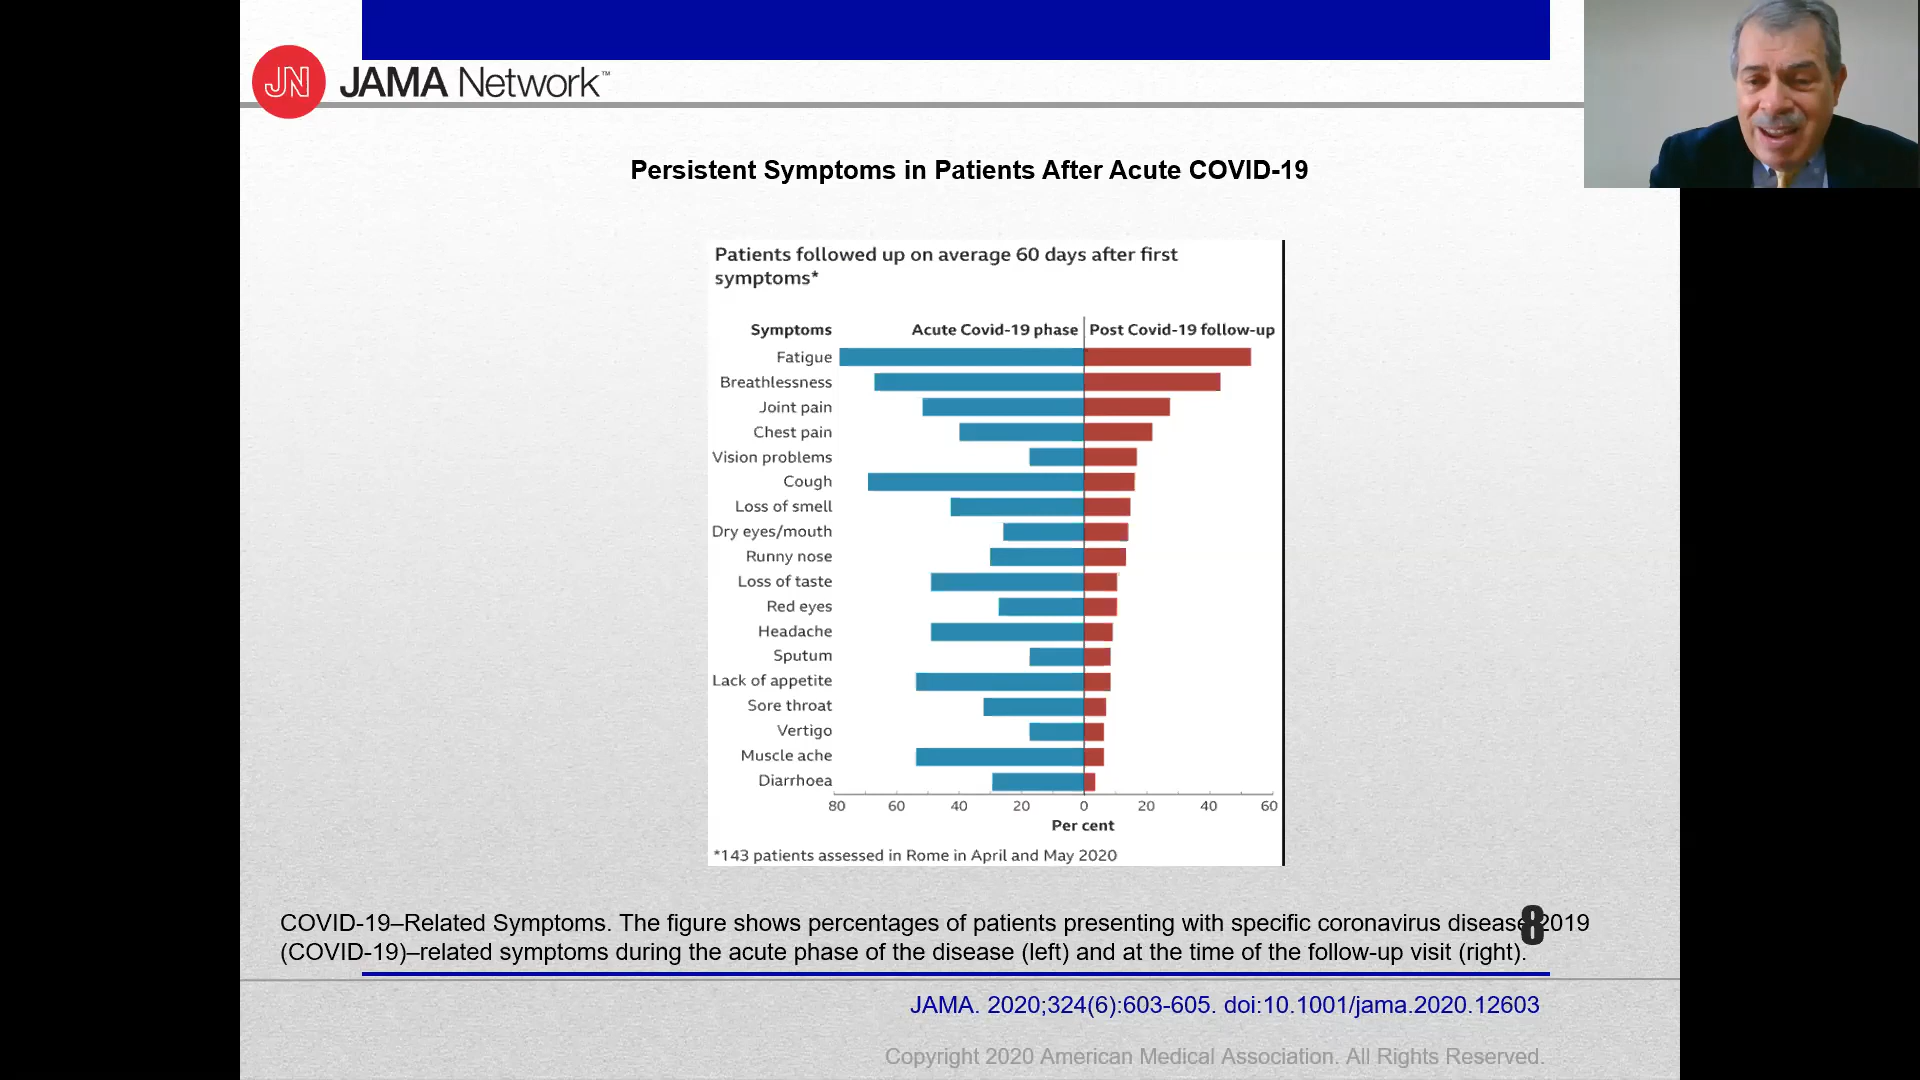 JN JAMA Network™
Persistent Symptoms in Patients After Acute COVID-19
Patients followed up on average 60 days after first
symptoms*
Symptoms Acute Covid-19 phase Post Covid-19 follow-up
Fatigue
Breathlessness
Joint pain
Chest pain
Vision problems
Cough
Loss of smell
Dry eyes/mouth
Runny nose
Loss of taste
Red eyes
Headache
Sputum
Lack of appetite
Sore throat
Vertigo
Muscle ache
Diarrhoea
80 60 40 20 0 20 40 60
Per cent
*143 patients assessed in Rome in April and May 2020
COVID-19–Related Symptoms. The figure shows percentages of patients presenting with specific coronavirus disease 2019
8
(COVID-19)–related symptoms during the acute phase of the disease (left) and at the time of the follow-up visit (right).
JAMA. 2020;324(6):603-605. doi:10.1001/jama.2020.12603
Copyright 2020 American Medical Association. All Rights Reserved.